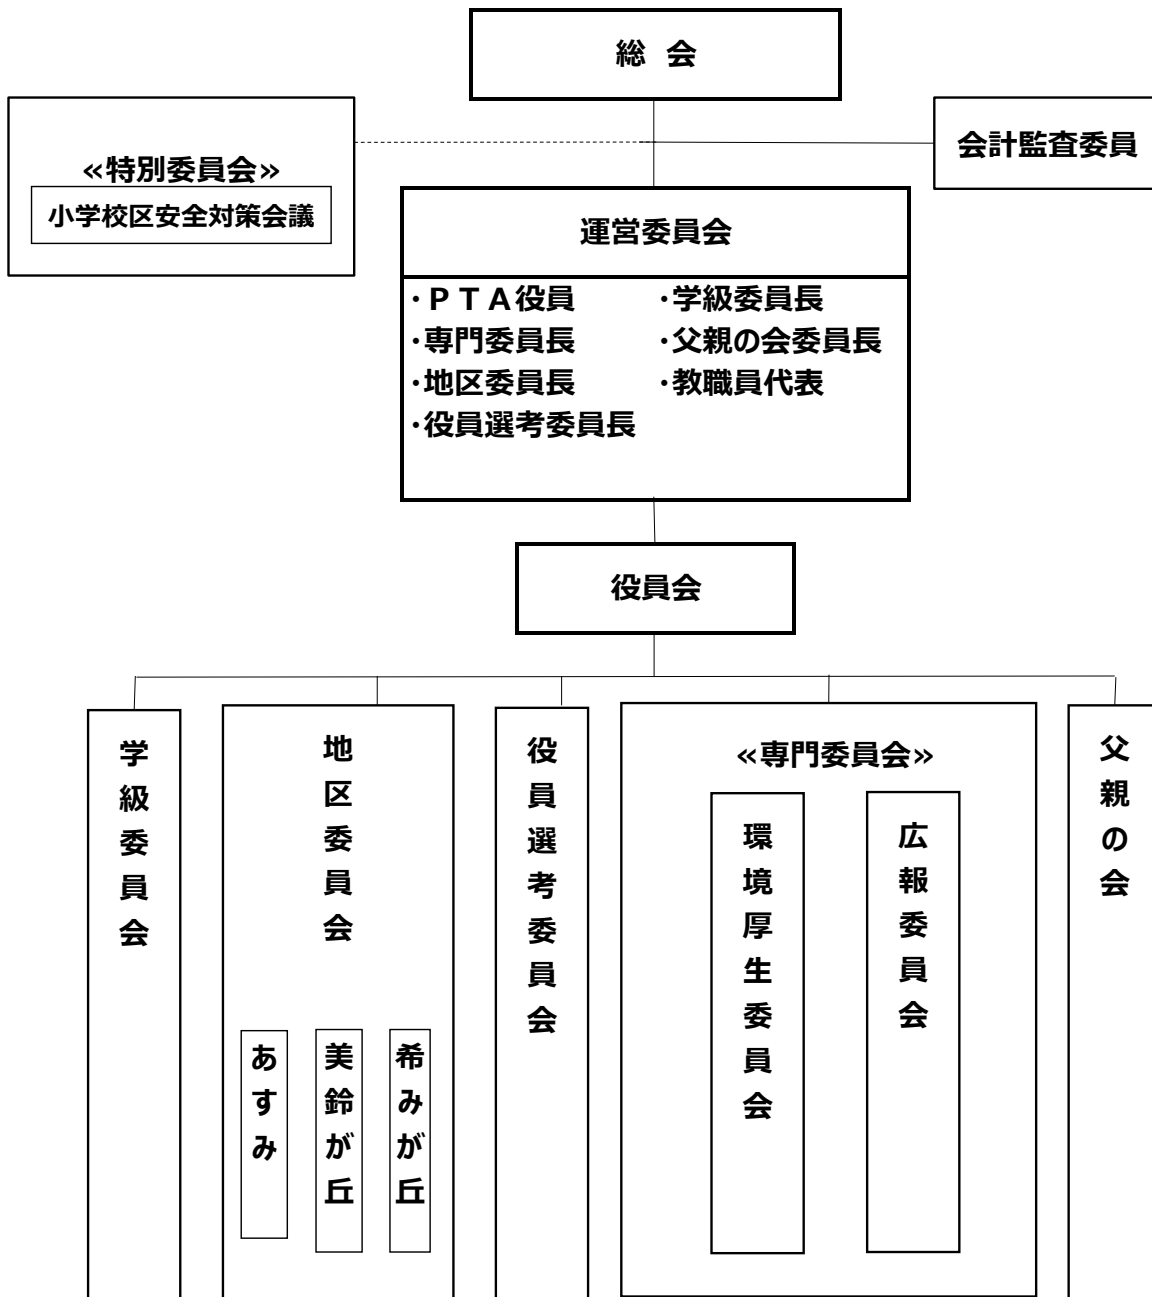 総 会
«特別委員会»
小学校区安全対策会議
会計監査委員
運営委員会
・ＰＴＡ役員
・学級委員長
・専門委員長
・父親の会委員長
・地区委員長
・教職員代表
・役員選考委員長
役員会
学級委員会
地区委員会
あすみ
美鈴が丘
希みが丘
役員選考委員会
«専門委員会»
環境厚生委員会
広報委員会
父親の会